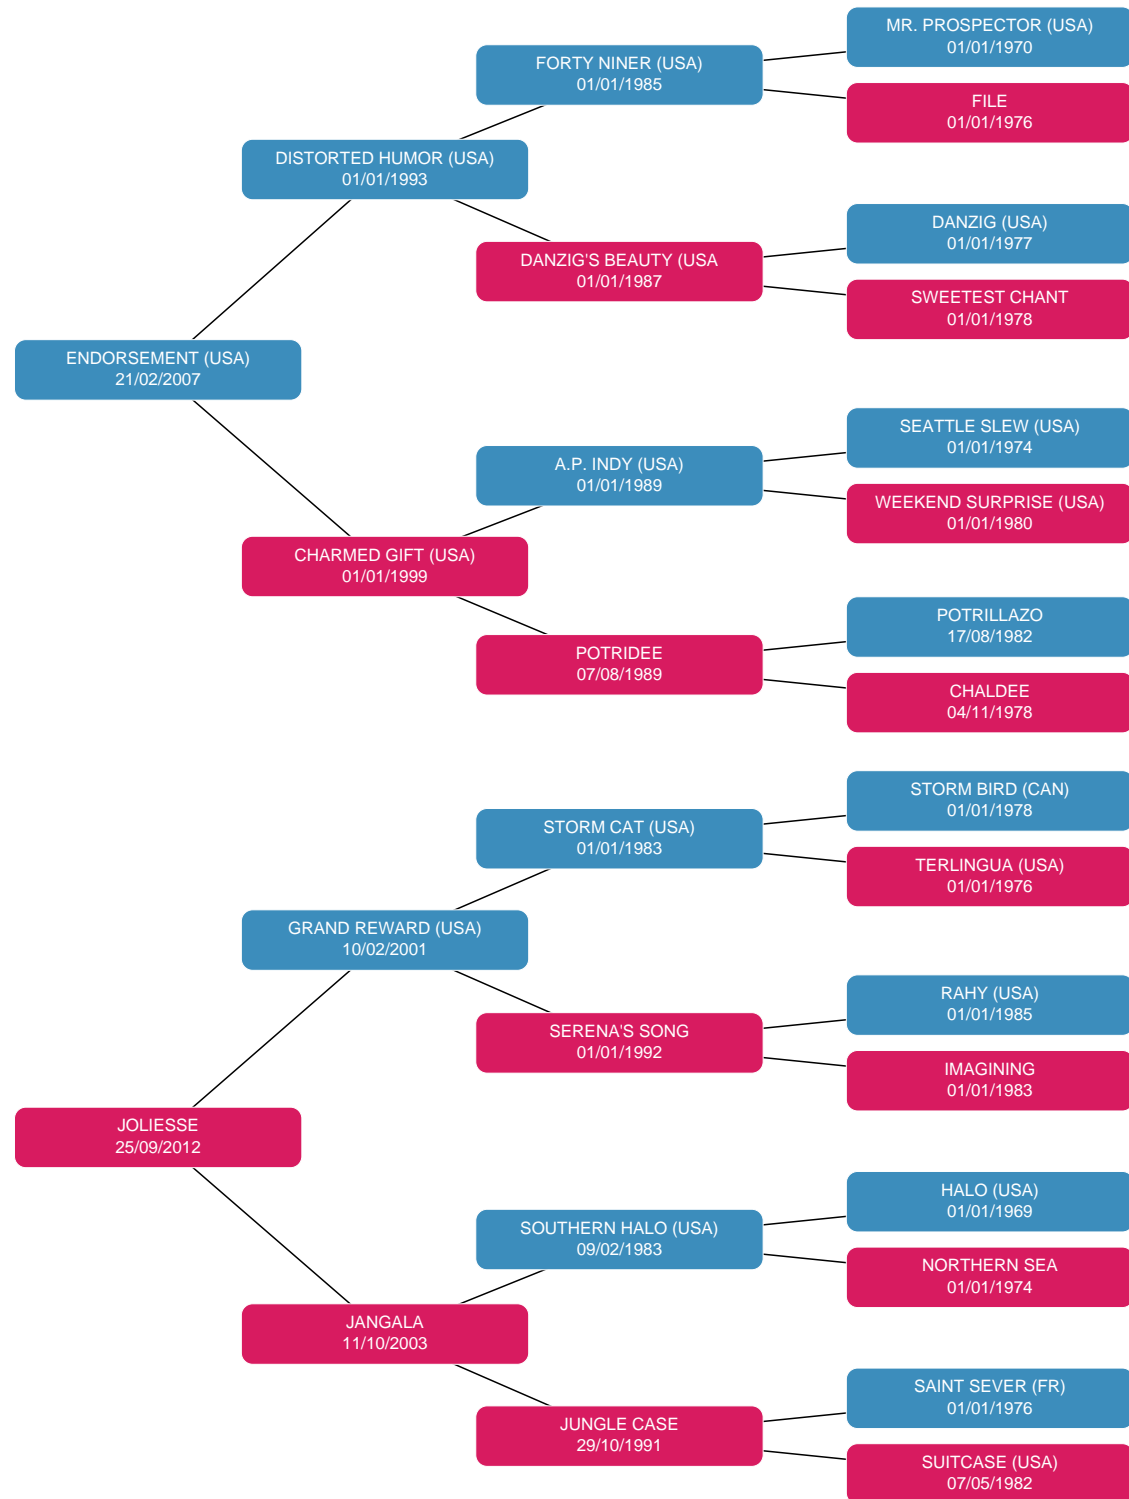 MR. PROSPECTOR (USA)
01/01/1970
FORTY NINER (USA)
01/01/1985
FILE
01/01/1976
DISTORTED HUMOR (USA)
01/01/1993
DANZIG (USA)
01/01/1977
DANZIG'S BEAUTY (USA
01/01/1987
SWEETEST CHANT
01/01/1978
ENDORSEMENT (USA)
21/02/2007
SEATTLE SLEW (USA)
01/01/1974
A.P. INDY (USA)
01/01/1989
WEEKEND SURPRISE (USA)
01/01/1980
CHARMED GIFT (USA)
01/01/1999
POTRILLAZO
17/08/1982
POTRIDEE
07/08/1989
CHALDEE
04/11/1978
STORM BIRD (CAN)
01/01/1978
STORM CAT (USA)
01/01/1983
TERLINGUA (USA)
01/01/1976
GRAND REWARD (USA)
10/02/2001
RAHY (USA)
01/01/1985
SERENA'S SONG
01/01/1992
IMAGINING
01/01/1983
JOLIESSE
25/09/2012
HALO (USA)
01/01/1969
SOUTHERN HALO (USA)
09/02/1983
NORTHERN SEA
01/01/1974
JANGALA
11/10/2003
SAINT SEVER (FR)
01/01/1976
JUNGLE CASE
29/10/1991
SUITCASE (USA)
07/05/1982